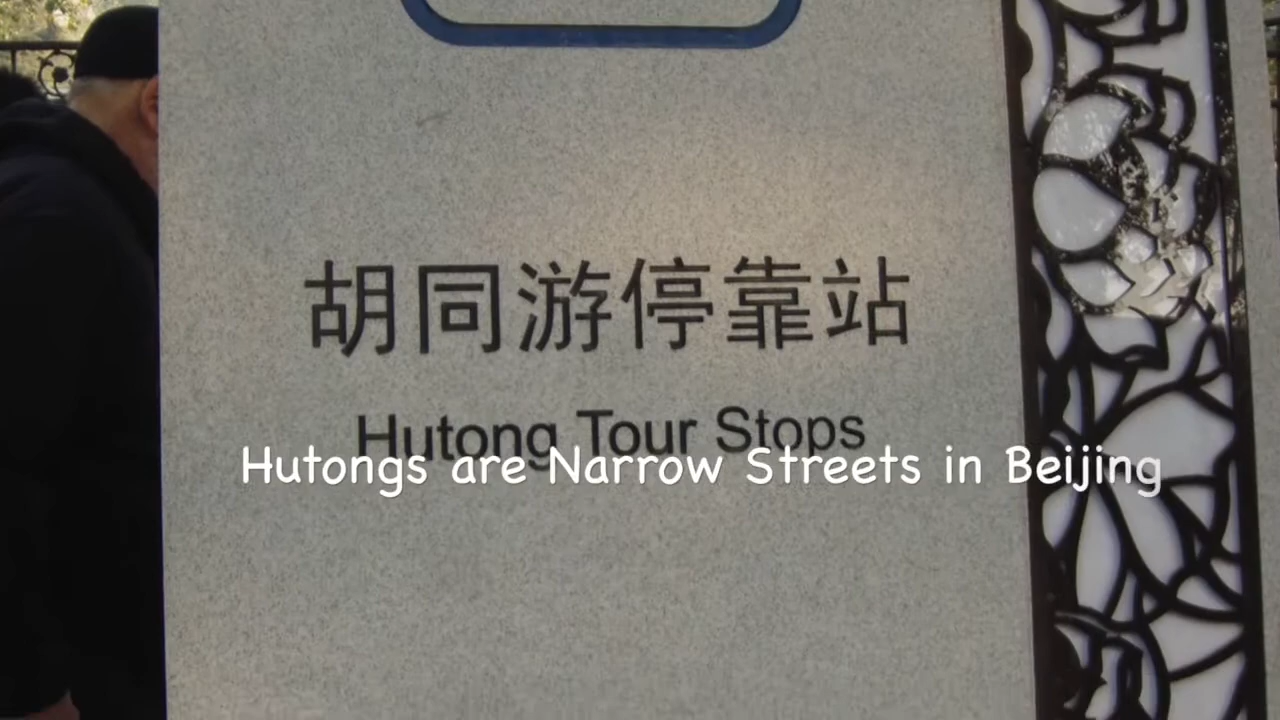 胡同游停靠站
Hutong Tour Stops
Hutongs are Narrow Streets in Beijing